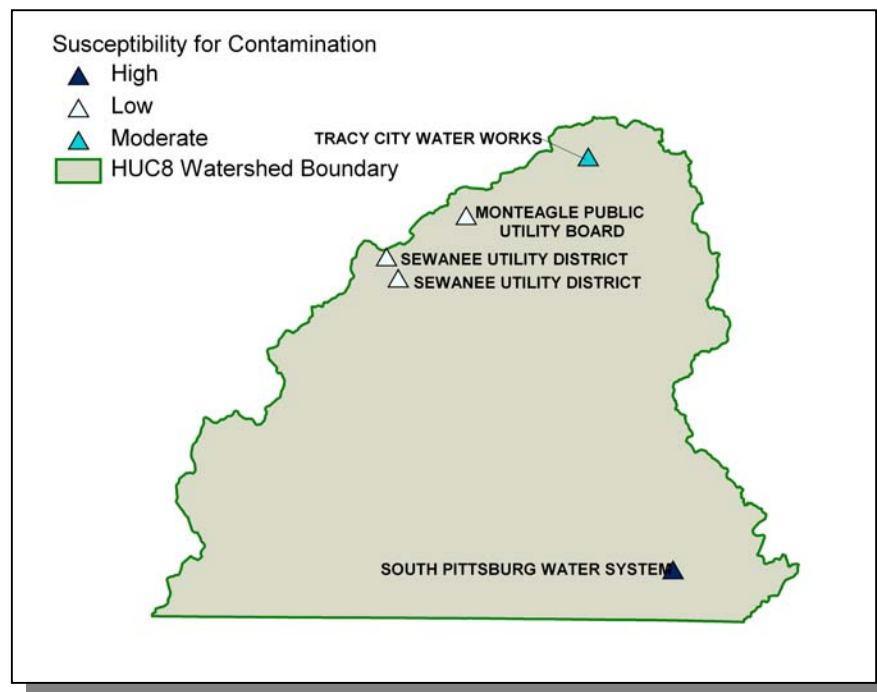 Susceptibility for Contamination
High
Low
Moderate
HUC8 Watershed Boundary
TRACY CITY WATER WORKS
MONTEAGLE PUBLIC
UTILITY BOARD
SEWANEE UTILITY DISTRICT
SEWANEE UTILITY DISTRICT
SOUTH PITTSBURG WATER SYSTEM